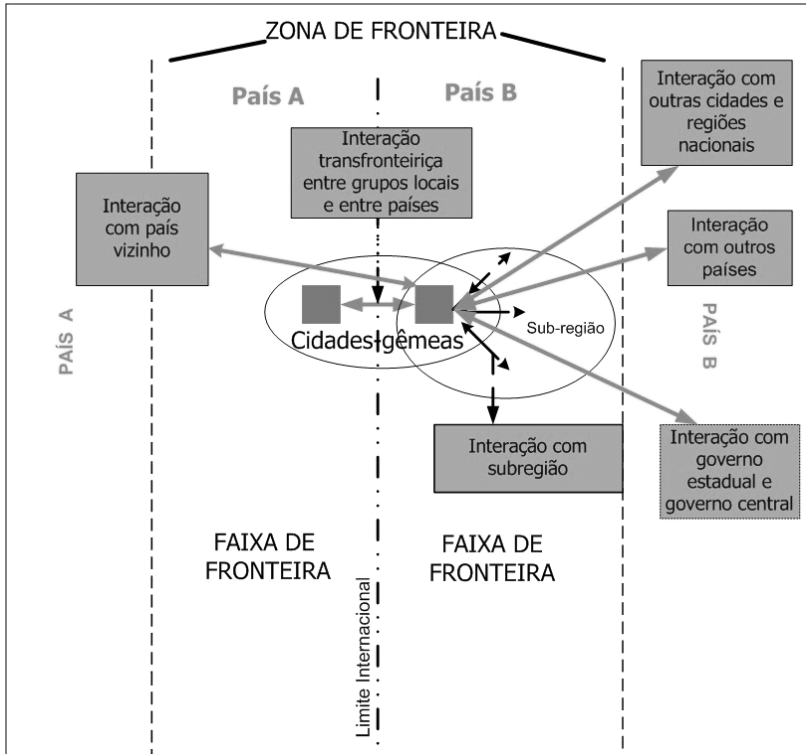 ZONA DE FRONTEIRA
País A
País B
Interação com
outras cidades e
regiões
nacionais
Interação
transfronteiriça
entre grupos locais
e entre países
Interação
com país
vizinho
Interação
com outros
países
Cidades-gêmeas
Sub-região
PAÍS A
PAÍS B
Interação com
subregião
Interação com
governo
estadual e
governo central
FAIXA DE
FRONTEIRA
FAIXA DE
FRONTEIRA
Limite Internacional